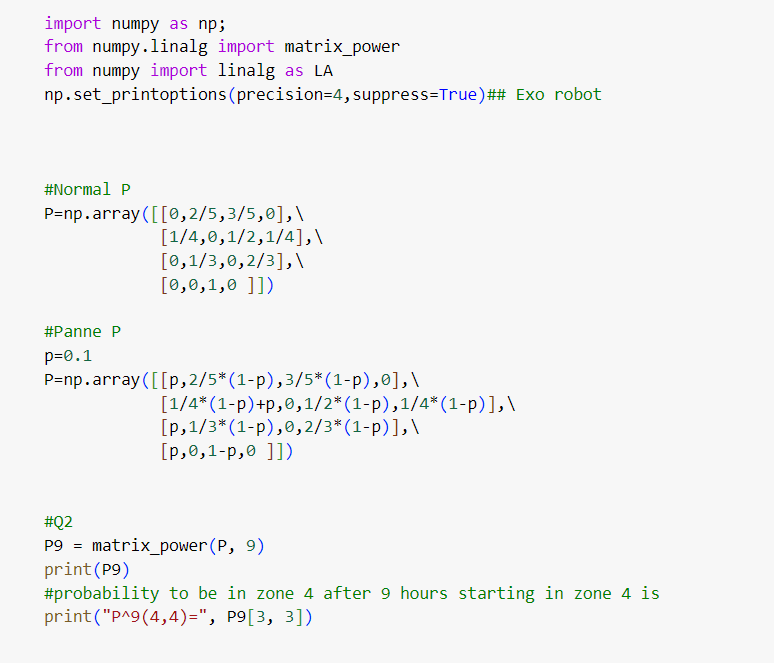 import numpy as np;
from numpy.linalg import matrix_power
from numpy import linalg as LA
np.set_printoptions(precision=4,suppress=True)## Exo robot
#Normal P
P=np.array([[0,2/5,3/5,0],\
            [1/4,0,1/2,1/4],\
            [0,1/3,0,2/3],\
            [0,0,1,0 ]])
#Panne P
p=0.1
P=np.array([[p,2/5*(1-p),3/5*(1-p),0],\
            [1/4*(1-p)+p,0,1/2*(1-p),1/4*(1-p)],\
            [p,1/3*(1-p),0,2/3*(1-p)],\
            [p,0,1-p,0 ]])
#Q2
P9 = matrix_power(P, 9)
print(P9)
#probability to be in zone 4 after 9 hours starting in zone 4 is
print("P^9(4,4)=", P9[3, 3])